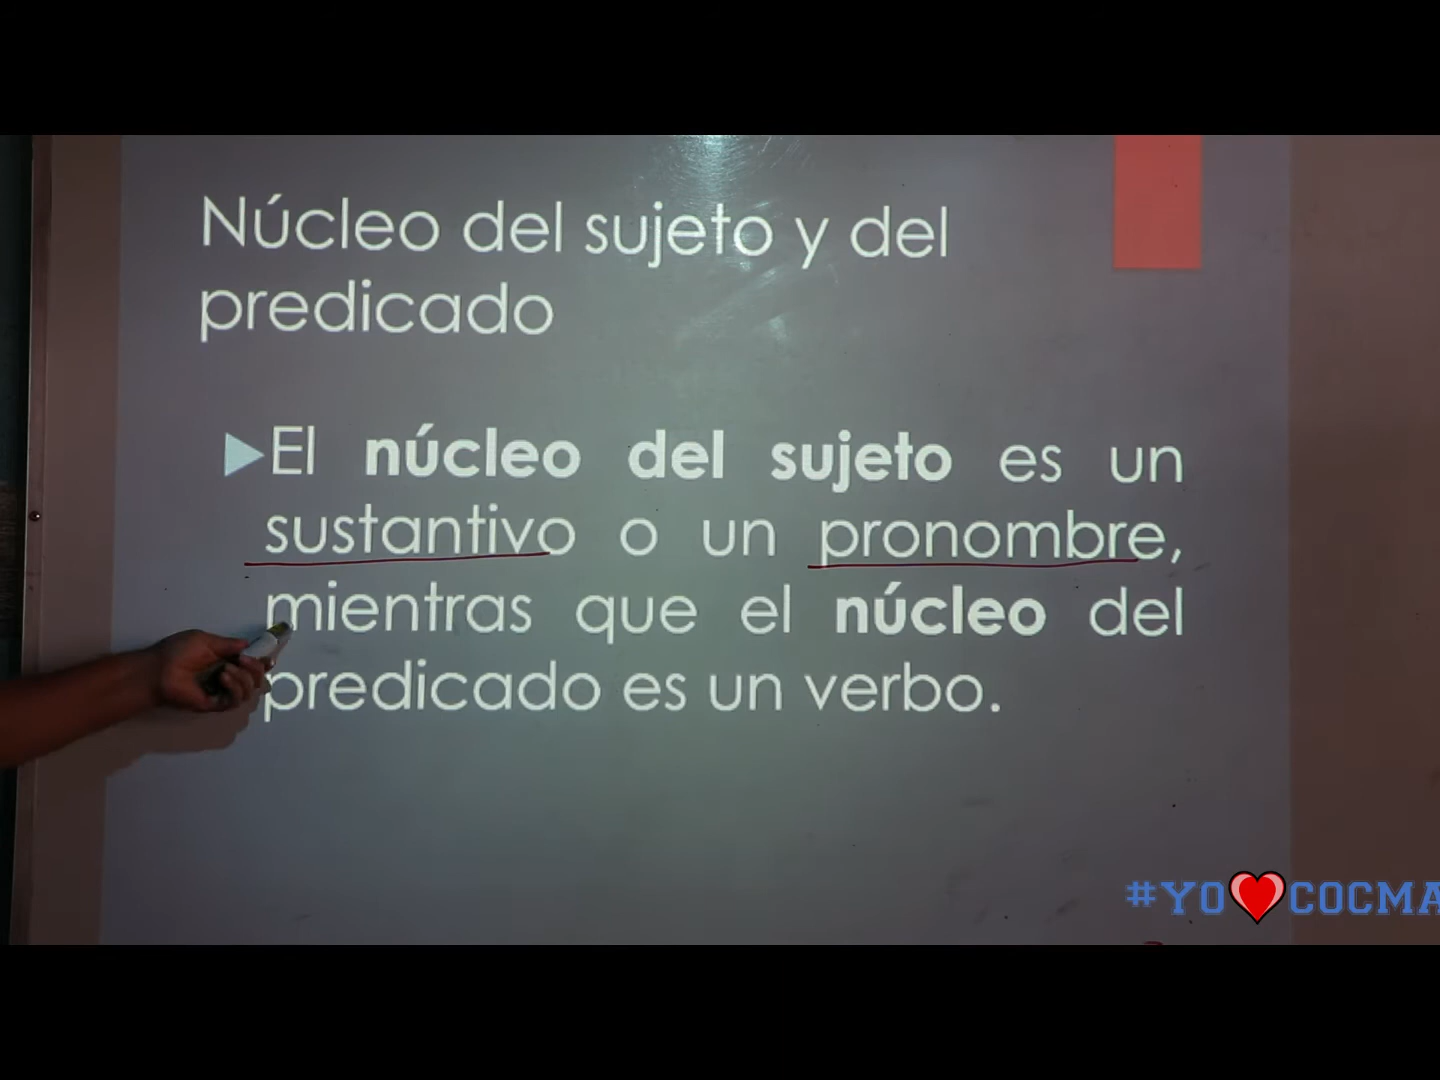 Núcleo del sujeto y del
predicado
El núcleo del sujeto es un
sustantivo o un pronombre,
mientras que el núcleo del
predicado es un verbo.
#YO❤COCMA